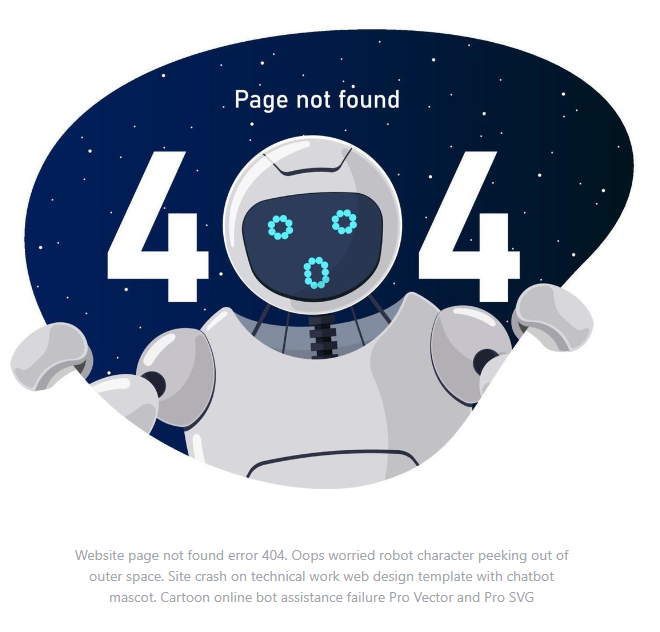 Page not found
404
Website page not found error 404. Oops worried robot character peeking out of
outer space. Site crash on technical work web design template with chatbot
mascot. Cartoon online bot assistance failure Pro Vector and Pro SVG